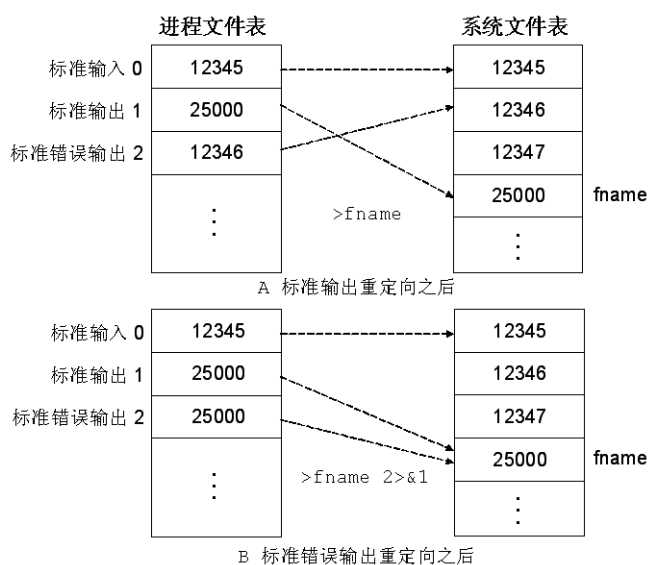 进程文件表 系统文件表
标准输入 0 12345 12345
标准输出 1 25000 12346
标准错误输出 2 12346 12347
25000 fname
>fname
A 标准输出重定向之后
标准输入 0 12345 12345
标准输出 1 25000 12346
标准错误输出 2 25000 12347
25000 fname
>fname 2>&1
B 标准错误输出重定向之后